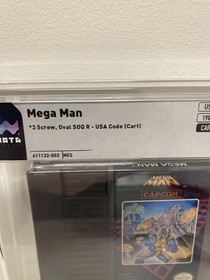 WATA
Mega Man
US
*3 Screw, Oval SOQ R - USA Code (Cart)
198
CAR
611132-002 NES
MEGA MAN
MEGA MAN
CAPCOM